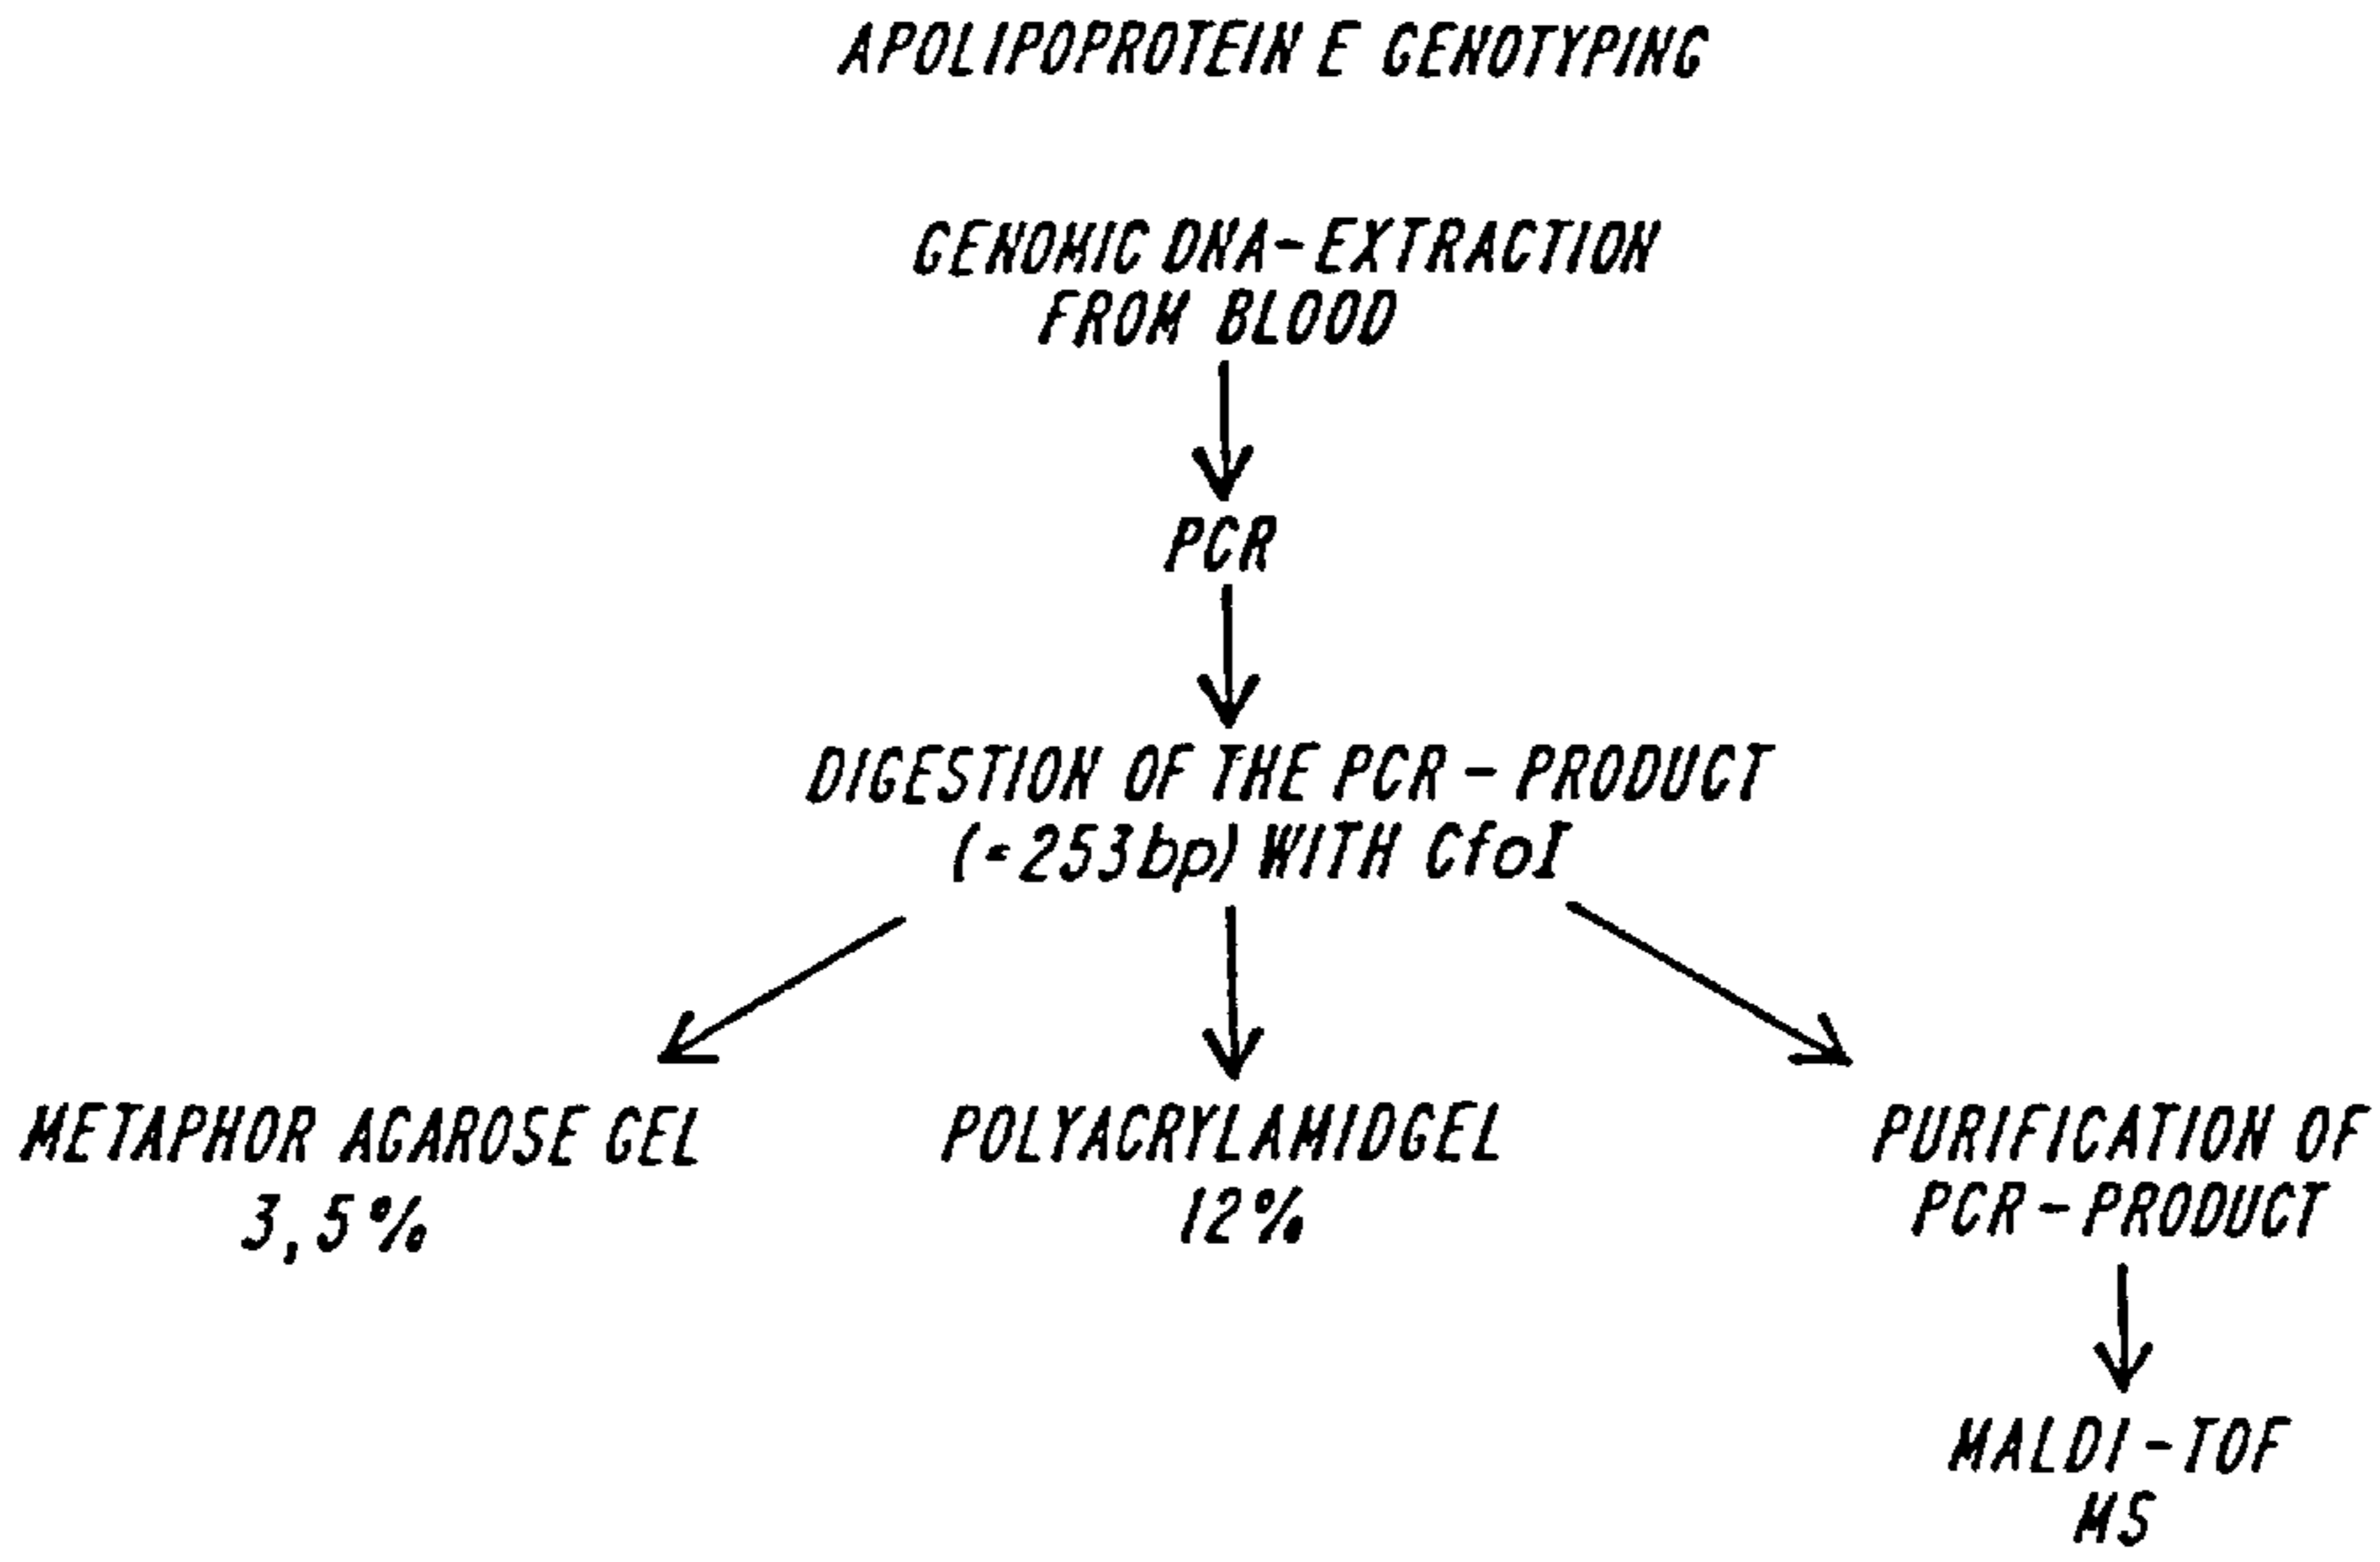 APOLIPOPROTEIN E GENOTYPING
GENOMIC DNA-EXTRACTION
FROM BLOOD
PCR
DIGESTION OF THE PCR - PRODUCT
(=253bp) WITH CfoI
METAPHOR AGAROSE GEL
3,5%
POLYACRYLAMIDGEL
12%
PURIFICATION OF
PCR - PRODUCT
MALDI - TOF
MS